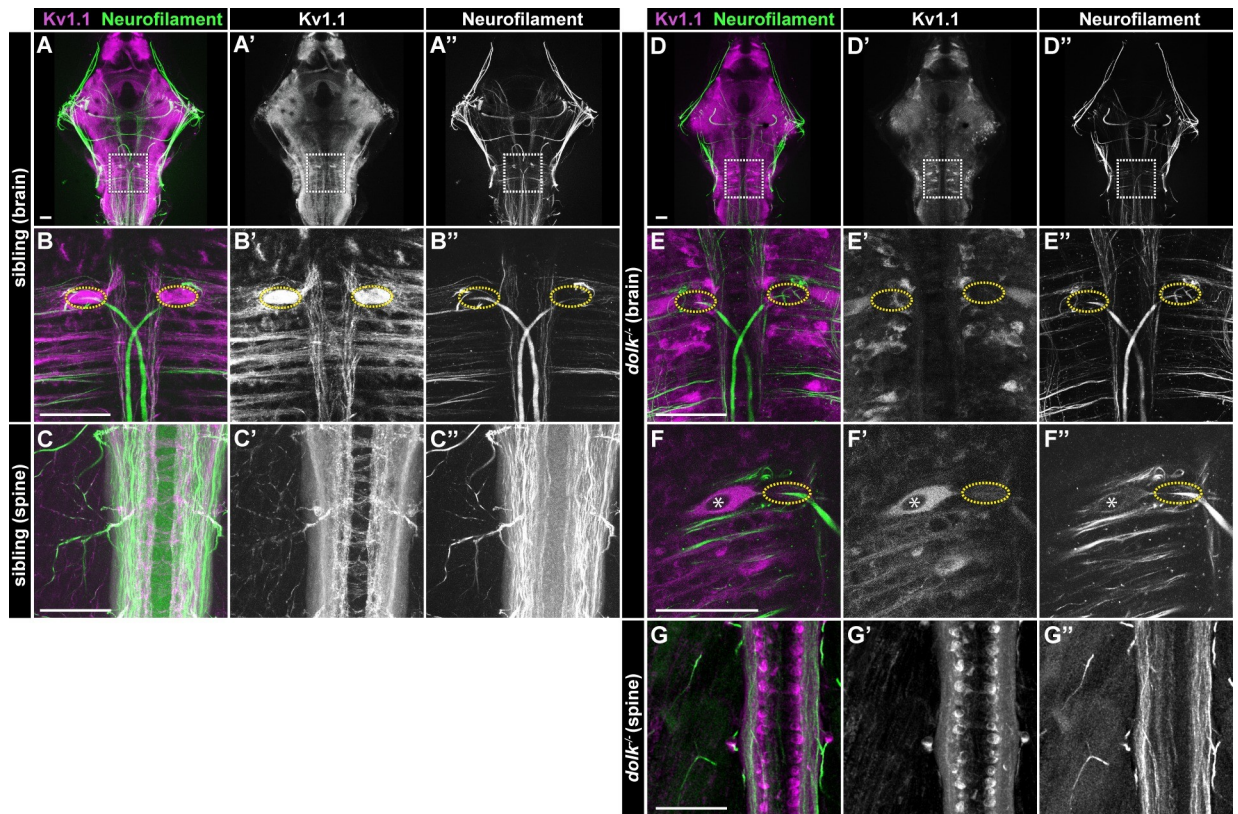 Kv1.1 Neurofilament Kv1.1 Neurofilament Kv1.1 Neurofilament Kv1.1 Neurofilament
sibling (brain)
A A’ A’’
B B’ B’’
sibling (spine)
C C’ C’’
dolk-/- (brain)
D D’ D’’
E E’ E’’
F F’ F’’
* * *
dolk-/- (spine)
G G’ G’’